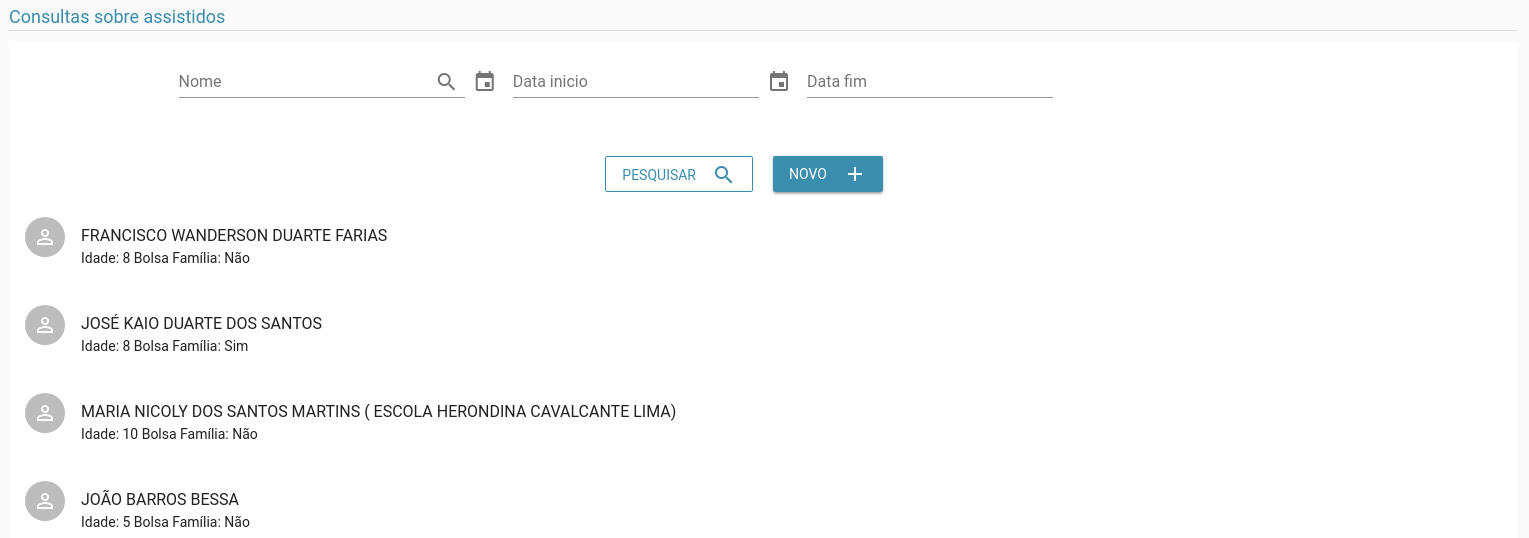 Consultas sobre assistidos
Nome Data inicio Data fim
PESQUISAR NOVO
FRANCISCO WANDERSON DUARTE FARIAS
Idade: 8 Bolsa Família: Não
JOSÉ KAIO DUARTE DOS SANTOS
Idade: 8 Bolsa Família: Sim
MARIA NICOLY DOS SANTOS MARTINS ( ESCOLA HERONDINA CAVALCANTE LIMA)
Idade: 10 Bolsa Família: Não
JOÃO BARROS BESSA
Idade: 5 Bolsa Família: Não